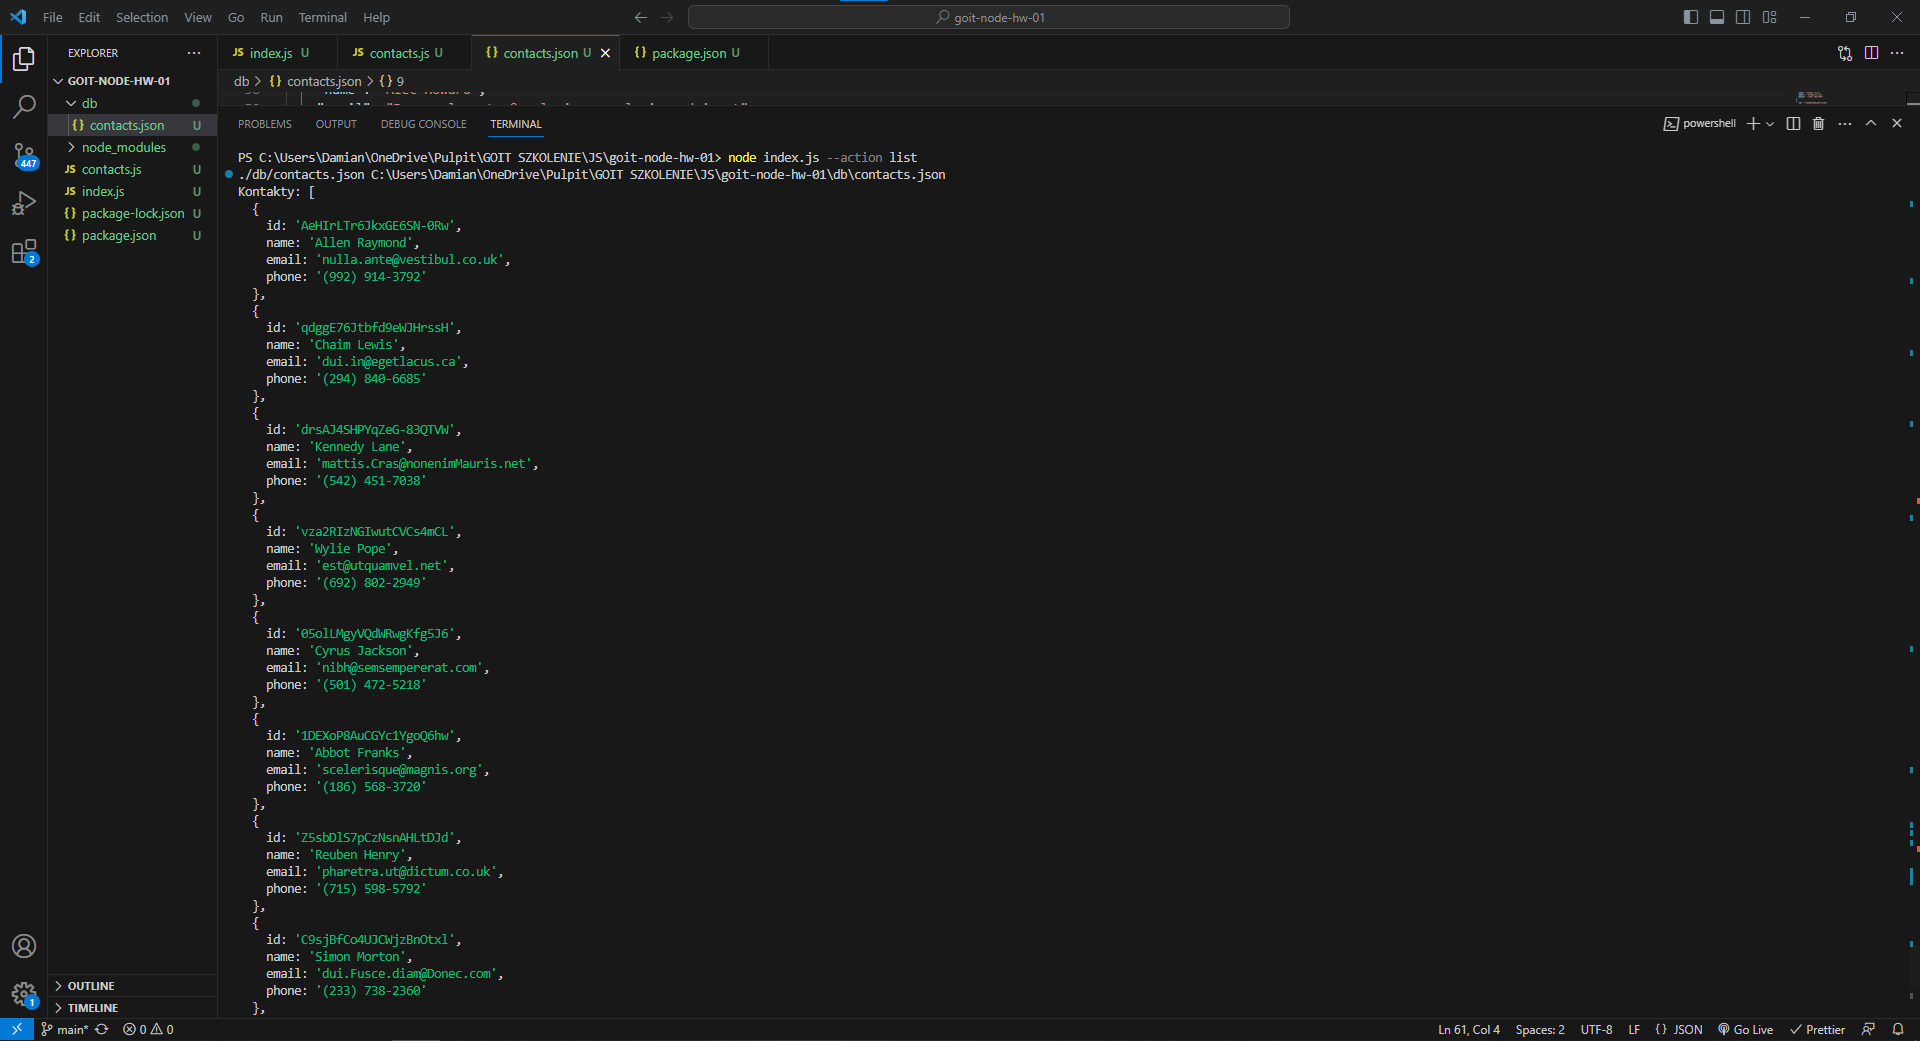 File Edit Selection View Go Run Terminal Help
goit-node-hw-01
EXPLORER
GOIT-NODE-HW-01
db
{} contacts.json U
node_modules
JS contacts.js U
JS index.js U
{} package-lock.json U
{} package.json U
447
2
1
OUTLINE
TIMELINE
JS index.js U JS contacts.js U {} contacts.json U {} package.json U
db > {} contacts.json > {} 9
PROBLEMS OUTPUT DEBUG CONSOLE TERMINAL
powershell
PS C:\Users\Damian\OneDrive\Pulpit\GOIT SZKOLENIE\JS\goit-node-hw-01> node index.js --action list
./db/contacts.json C:\Users\Damian\OneDrive\Pulpit\GOIT SZKOLENIE\JS\goit-node-hw-01\db\contacts.json
Kontakty: [
{
id: 'AeHIrLTr6JkxGE6SN-0Rw',
name: 'Allen Raymond',
email: 'nulla.ante@vestibul.co.uk',
phone: '(992) 914-3792'
},
{
id: 'qdggE76Jtbfd9eWJHrssH',
name: 'Chaim Lewis',
email: 'dui.in@egetlacus.ca',
phone: '(294) 840-6685'
},
{
id: 'drsAJ4SHPYqZeG-83QTVW',
name: 'Kennedy Lane',
email: 'mattis.Cras@nonenimMauris.net',
phone: '(542) 451-7038'
},
{
id: 'vza2RIzNGIwutCVCs4mCL',
name: 'Wylie Pope',
email: 'est@utquamvel.net',
phone: '(692) 802-2949'
},
{
id: '05olLMgyVQdWRwgKfg5J6',
name: 'Cyrus Jackson',
email: 'nibh@semsempererat.com',
phone: '(501) 472-5218'
},
{
id: '1DEXoP8AuCGYc1YgoQ6hw',
name: 'Abbot Franks',
email: 'scelerisque@magnis.org',
phone: '(186) 568-3720'
},
{
id: 'Z5sbDlS7pCzNsnAHLtDJd',
name: 'Reuben Henry',
email: 'pharetra.ut@dictum.co.uk',
phone: '(715) 598-5792'
},
{
id: 'C9sjBfCo4UJCWjzBnOtxl',
name: 'Simon Morton',
email: 'dui.Fusce.diam@Donec.com',
phone: '(233) 738-2360'
},
main* 0 0 Ln 61, Col 4 Spaces: 2 UTF-8 LF {} JSON Go Live Prettier